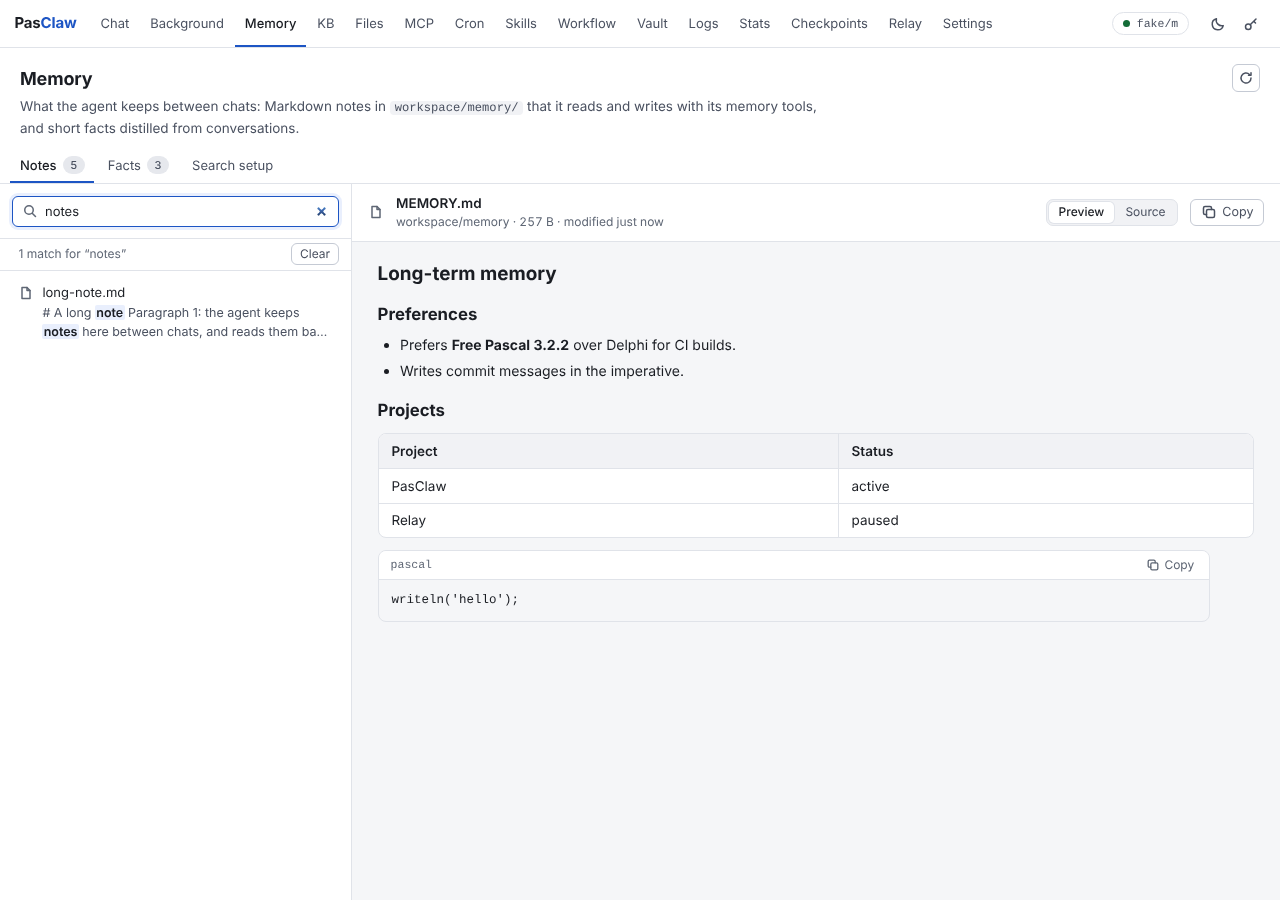 PasClaw Chat Background Memory KB Files MCP Cron Skills Workflow Vault Logs Stats Checkpoints Relay Settings fake/m
Memory
What the agent keeps between chats: Markdown notes in workspace/memory/ that it reads and writes with its memory tools,
and short facts distilled from conversations.
Notes 5 Facts 3 Search setup
notes
1 match for “notes” Clear
long-note.md
# A long note Paragraph 1: the agent keeps
notes here between chats, and reads them ba...
MEMORY.md
workspace/memory · 257 B · modified just now
Preview Source Copy
Long-term memory
Preferences
• Prefers Free Pascal 3.2.2 over Delphi for CI builds.
• Writes commit messages in the imperative.
Projects
Project Status
PasClaw active
Relay paused
pascal Copy
writeln('hello');